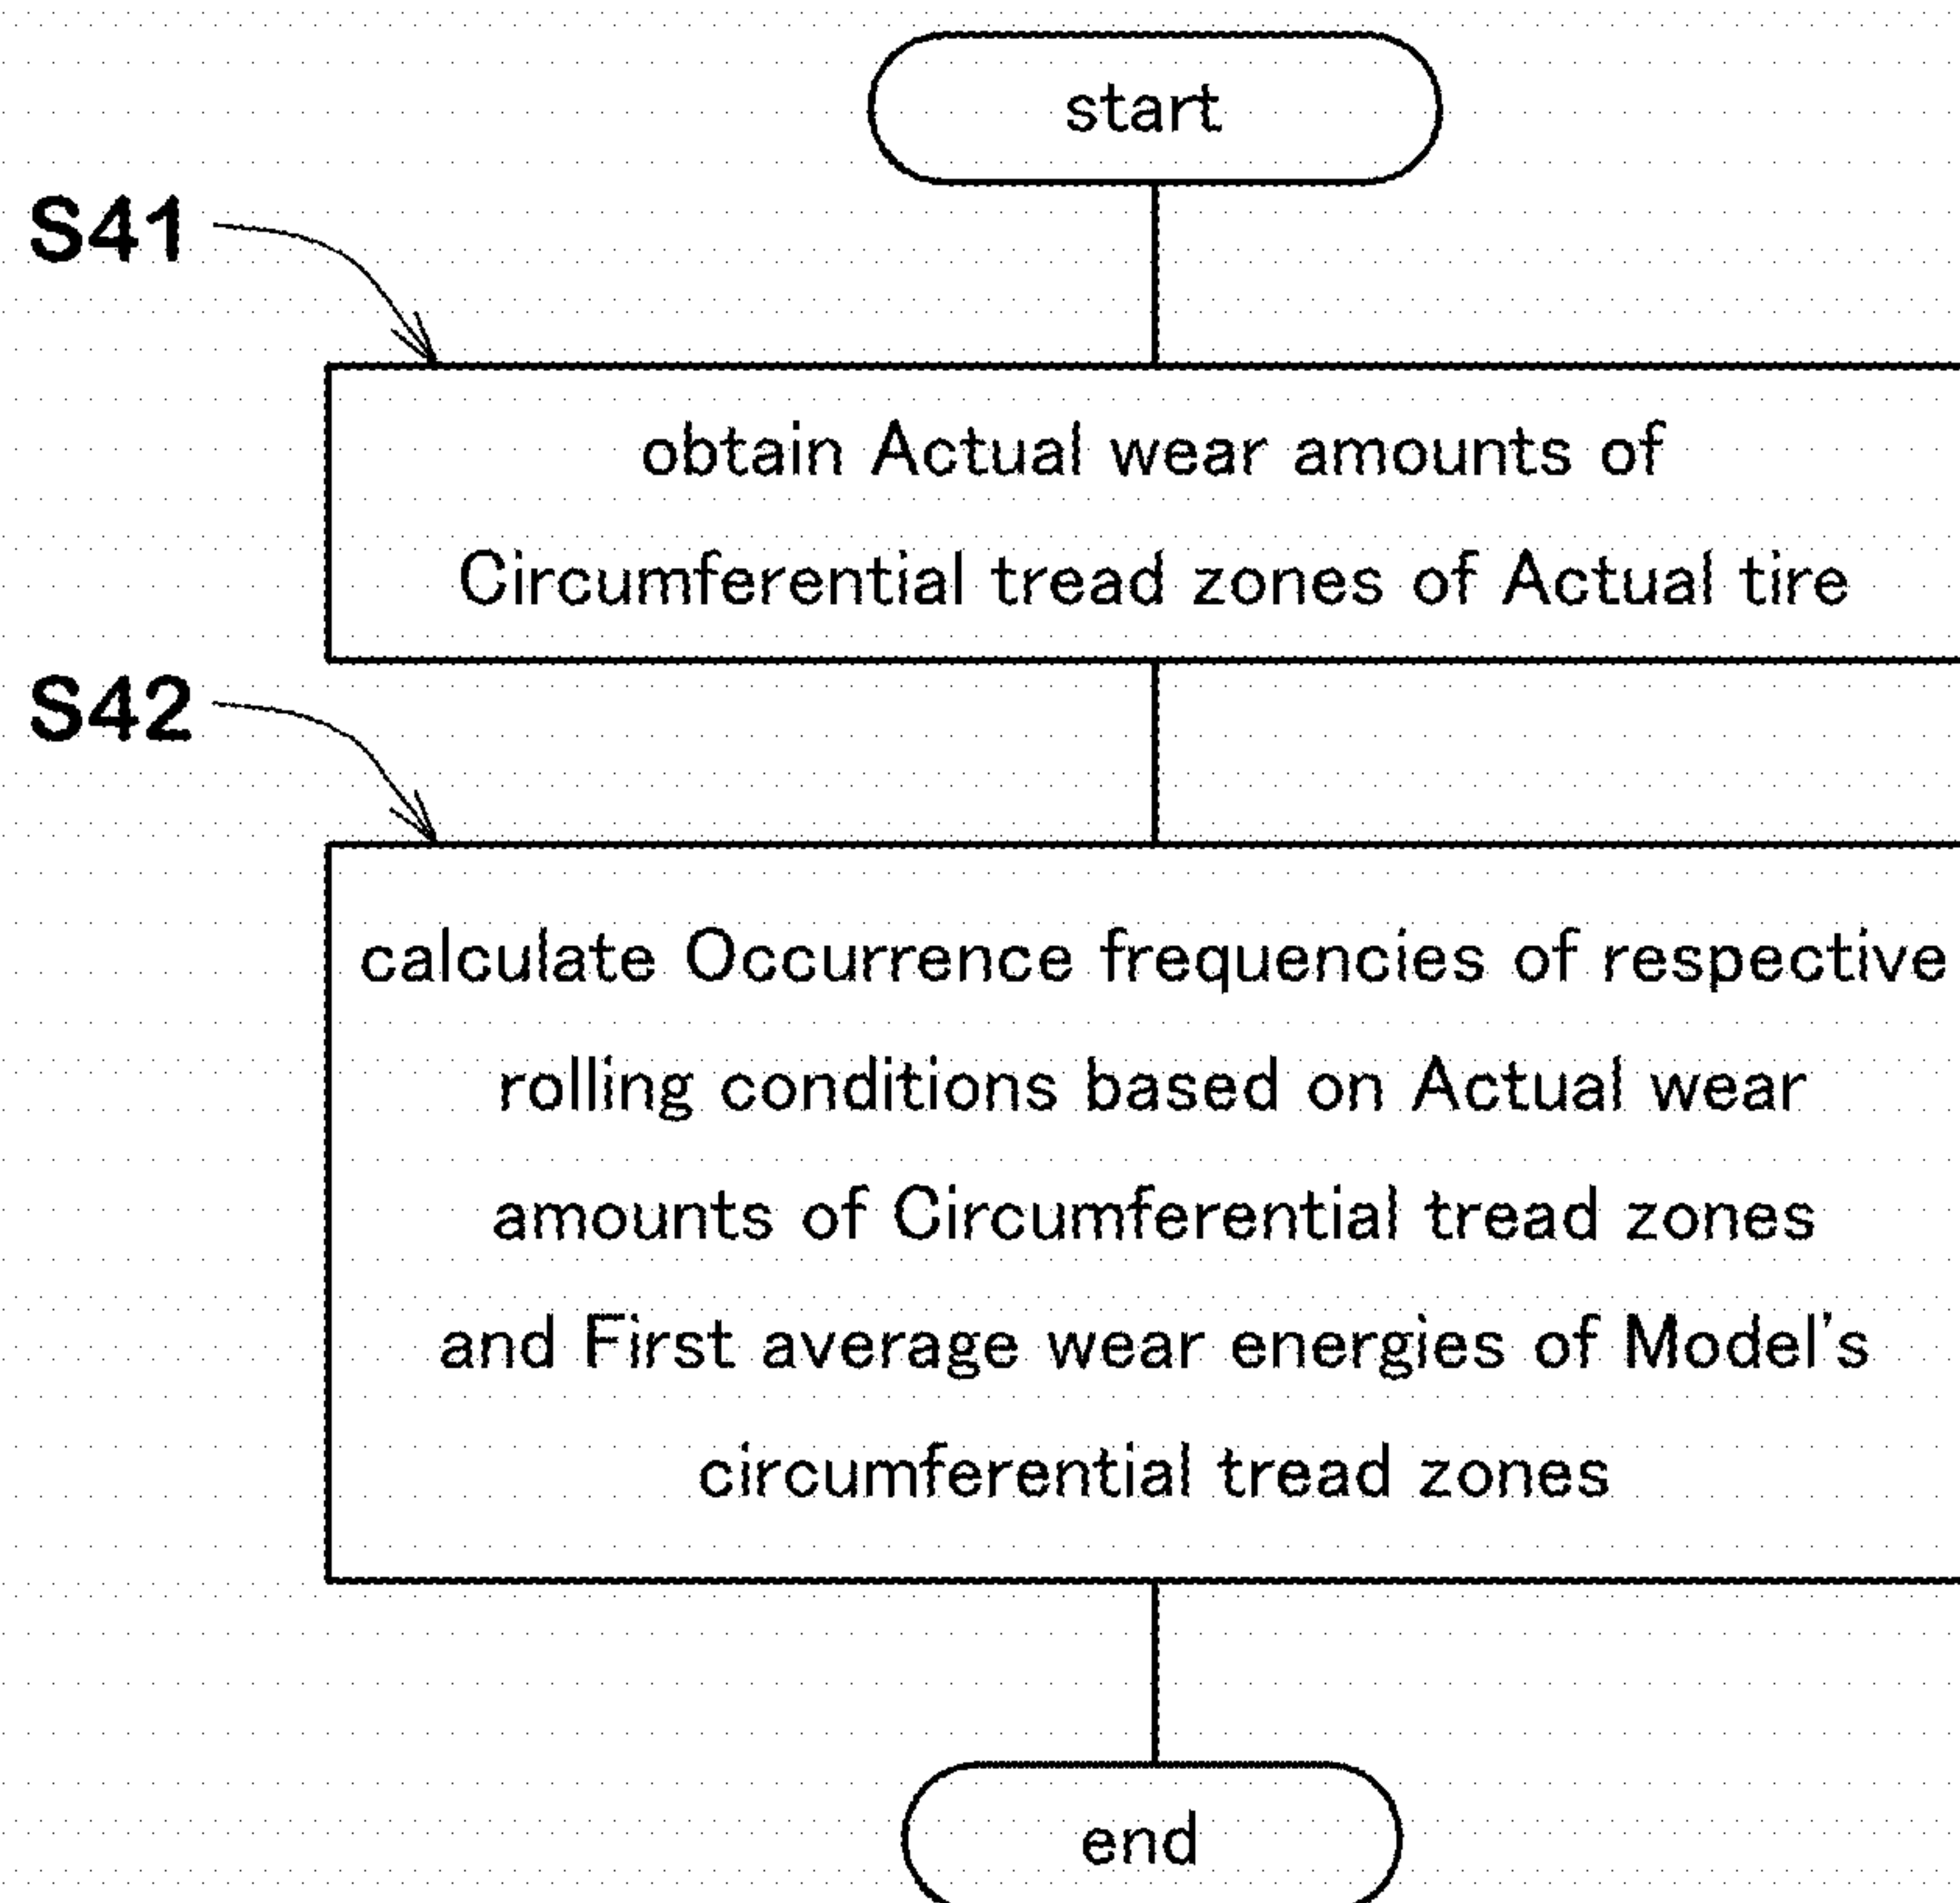 start
S41
obtain Actual wear amounts of
Circumferential tread zones of Actual tire
S42
calculate Occurrence frequencies of respective
rolling conditions based on Actual wear
amounts of Circumferential tread zones
and First average wear energies of Model's
circumferential tread zones
end